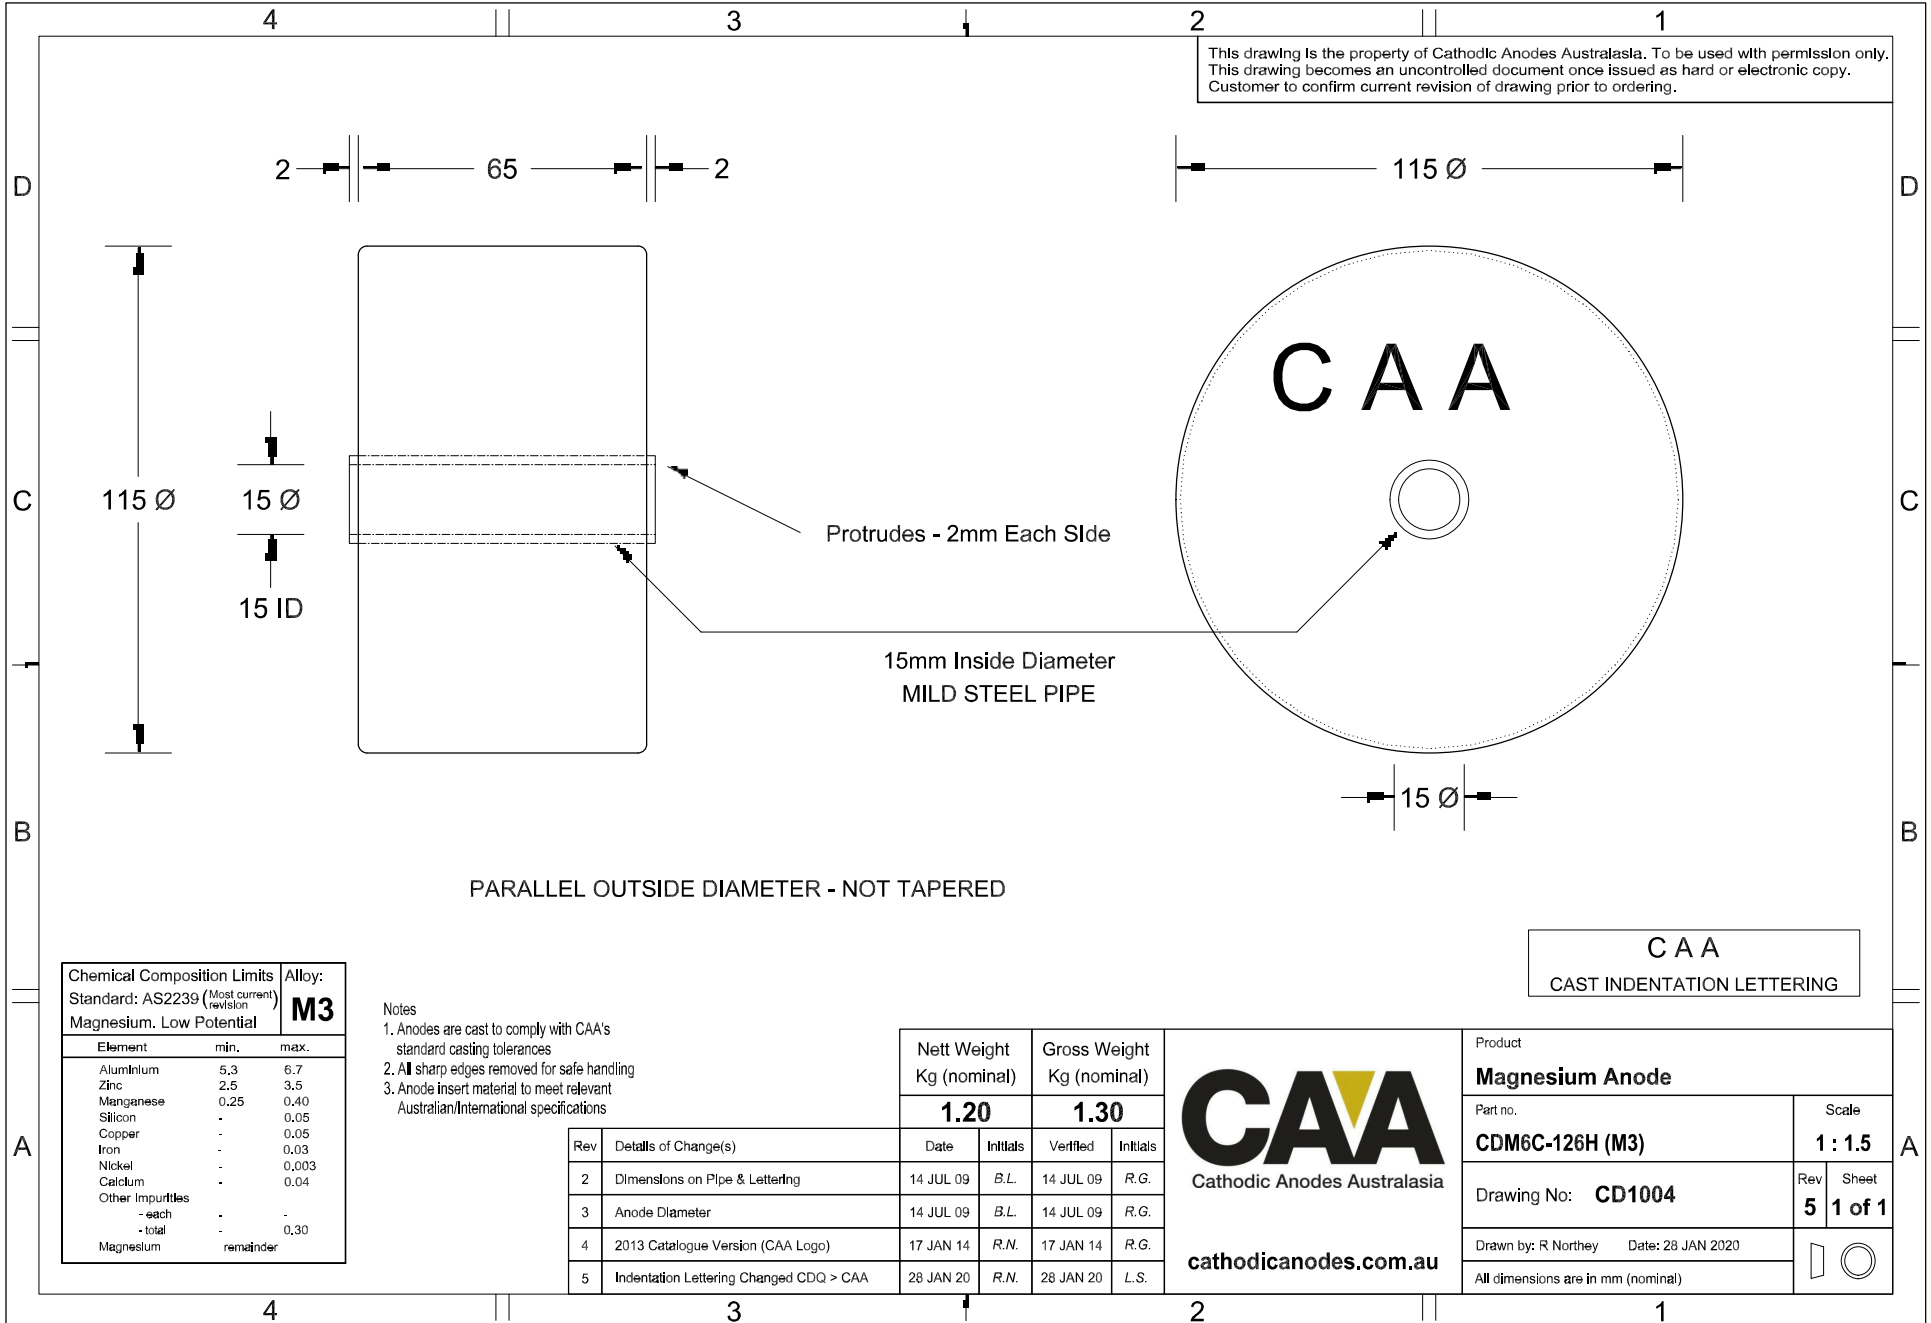 4 3 2 1
This drawing is the property of Cathodic Anodes Australasia. To be used with permission only.
This drawing becomes an uncontrolled document once issued as hard or electronic copy.
Customer to confirm current revision of drawing prior to ordering.
2 65 2
115 Ø
D D
C A A
C C
115 Ø
15 Ø
15 ID
Protrudes - 2mm Each Side
15mm Inside Diameter
MILD STEEL PIPE
15 Ø
B B
PARALLEL OUTSIDE DIAMETER - NOT TAPERED
C A A
CAST INDENTATION LETTERING
Chemical Composition Limits Alloy:
Standard: AS2239 (Most current revision) M3
Magnesium. Low Potential
Element min. max.
Aluminium 5.3 6.7
Zinc 2.5 3.5
Manganese 0.25 0.40
Silicon - 0.05
Copper - 0.05
Iron - 0.03
Nickel - 0.003
Calcium - 0.04
Other Impurities
- each - -
- total - 0.30
Magnesium remainder
Notes
1. Anodes are cast to comply with CAA's
standard casting tolerances
2. All sharp edges removed for safe handling
3. Anode insert material to meet relevant
Australian/International specifications
Nett Weight Gross Weight
Kg (nominal) Kg (nominal)
1.20 1.30
Rev Details of Change(s) Date Initials Verified Initials
2 Dimensions on Pipe & Lettering 14 JUL 09 B.L. 14 JUL 09 R.G.
3 Anode Diameter 14 JUL 09 B.L. 14 JUL 09 R.G.
4 2013 Catalogue Version (CAA Logo) 17 JAN 14 R.N. 17 JAN 14 R.G.
5 Indentation Lettering Changed CDQ > CAA 28 JAN 20 R.N. 28 JAN 20 L.S.
CAA
Cathodic Anodes Australasia
cathodicanodes.com.au
Product
Magnesium Anode
Part no. Scale
CDM6C-126H (M3) 1 : 1.5
Drawing No: CD1004
Rev Sheet
5 1 of 1
Drawn by: R Northey Date: 28 JAN 2020
All dimensions are in mm (nominal)
A A
4 3 2 1